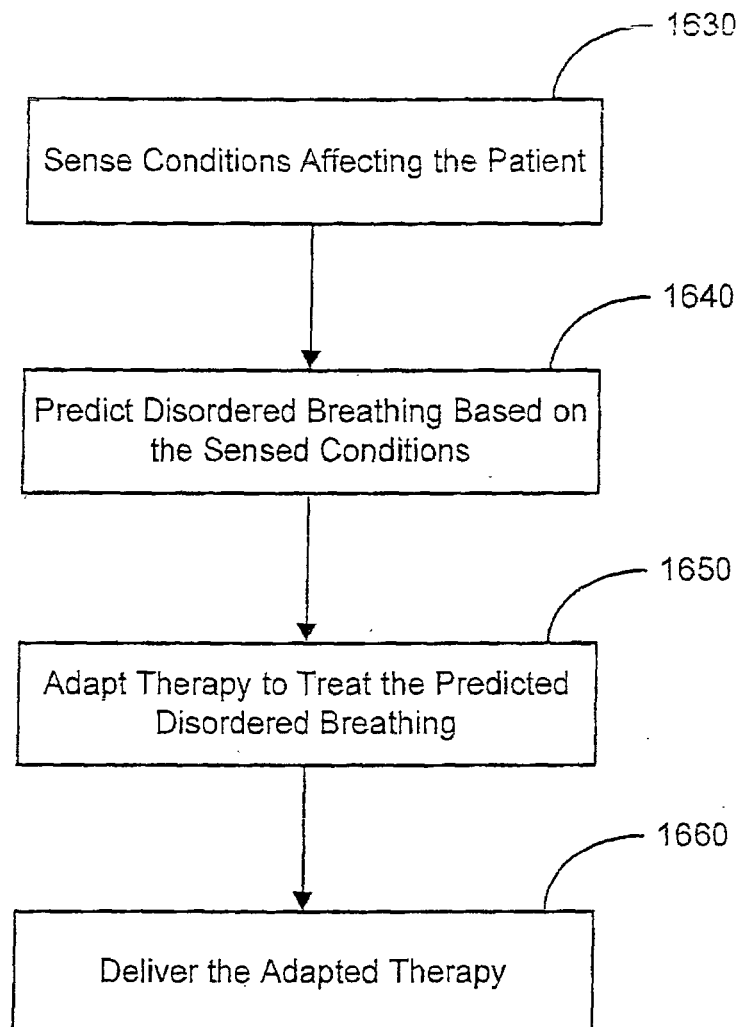 1630
Sense Conditions Affecting the Patient
1640
Predict Disordered Breathing Based on
the Sensed Conditions
1650
Adapt Therapy to Treat the Predicted
Disordered Breathing
1660
Deliver the Adapted Therapy